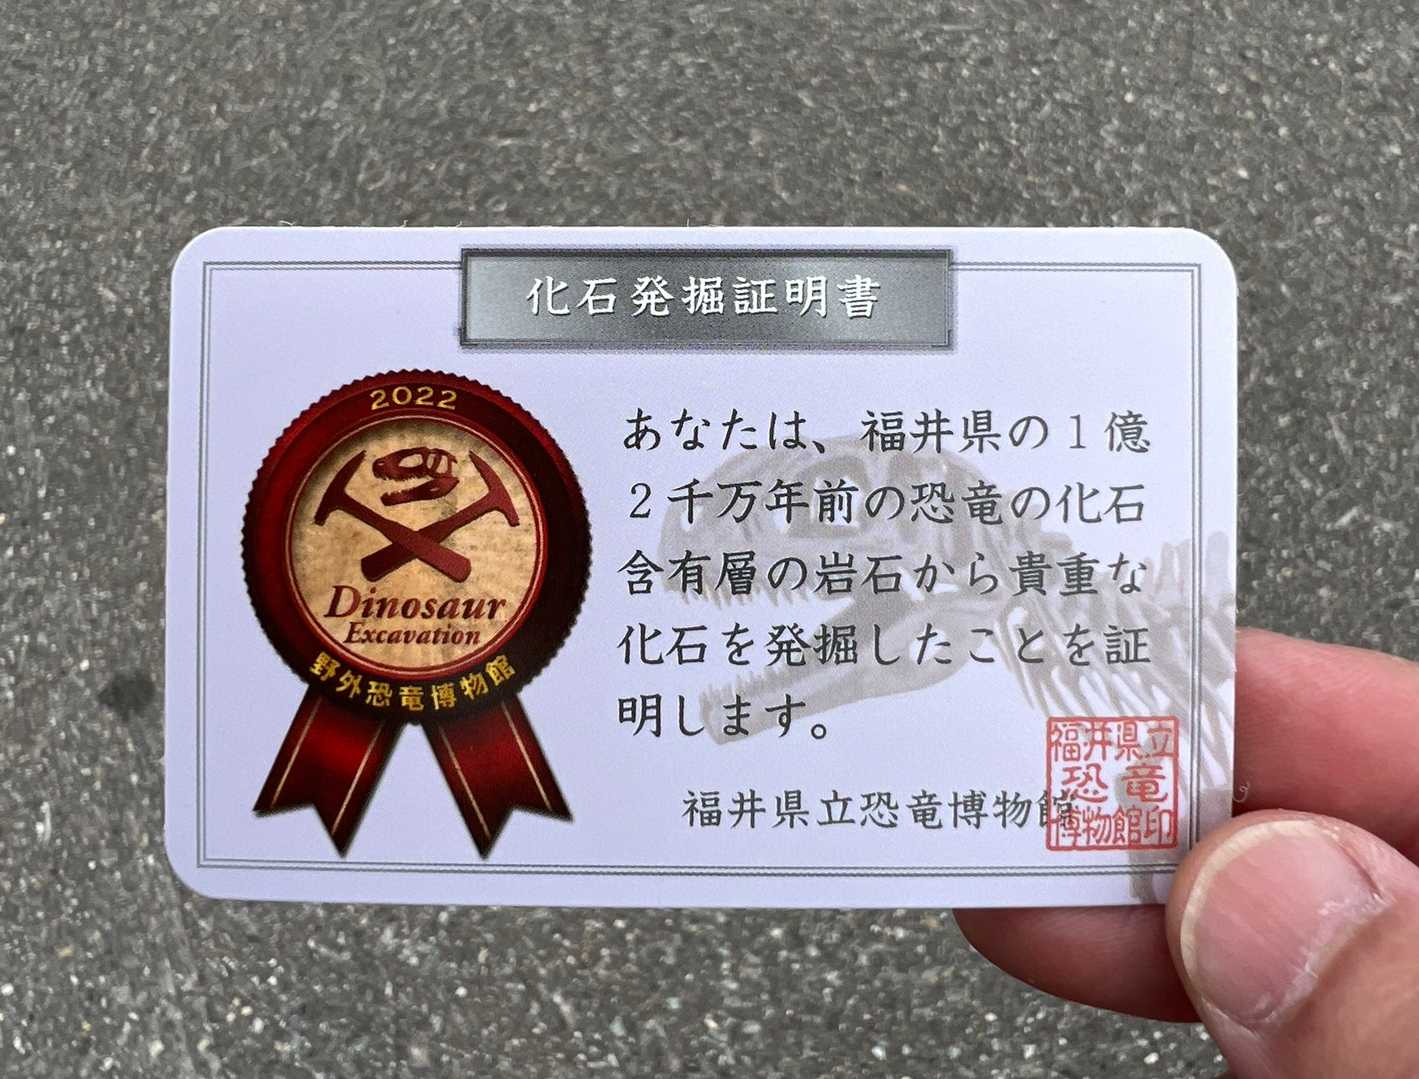 化石発掘証明書
2022
Dinosaur
Excavation
野外恐竜博物館
あなたは、福井県の１億
２千万年前の恐竜の化石
含有層の岩石から貴重な
化石を発掘したことを証
明します。
福井県立恐竜博物館
福井県立
恐竜
博物館印